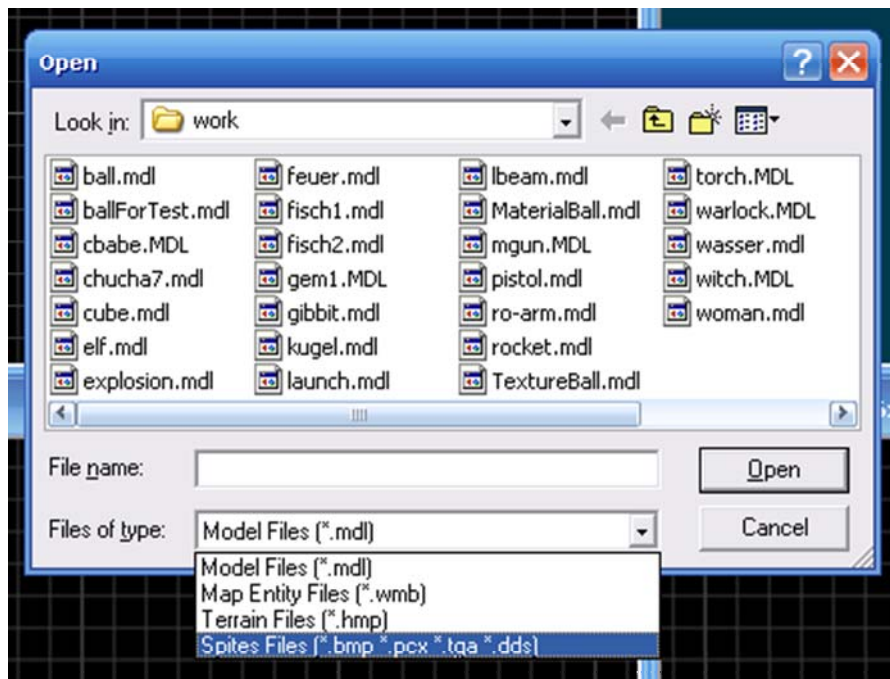 Open
Look in: work
ball.mdl feuer.mdl lbeam.mdl torch.MDL
ballForTest.mdl fisch1.mdl MaterialBall.mdl warlock.MDL
cbabe.MDL fisch2.mdl mgun.MDL wasser.mdl
chucha7.mdl gem1.MDL pistol.mdl witch.MDL
cube.mdl gibbit.mdl ro-arm.mdl woman.mdl
elf.mdl kugel.mdl rocket.mdl
explosion.mdl launch.mdl TextureBall.mdl
File name: Open
Files of type: Model Files (*.mdl) Cancel
Model Files (*.mdl)
Map Entity Files (*.wmb)
Terrain Files (*.hmp)
Spites Files (*.bmp *.pcx *.tga *.dds)